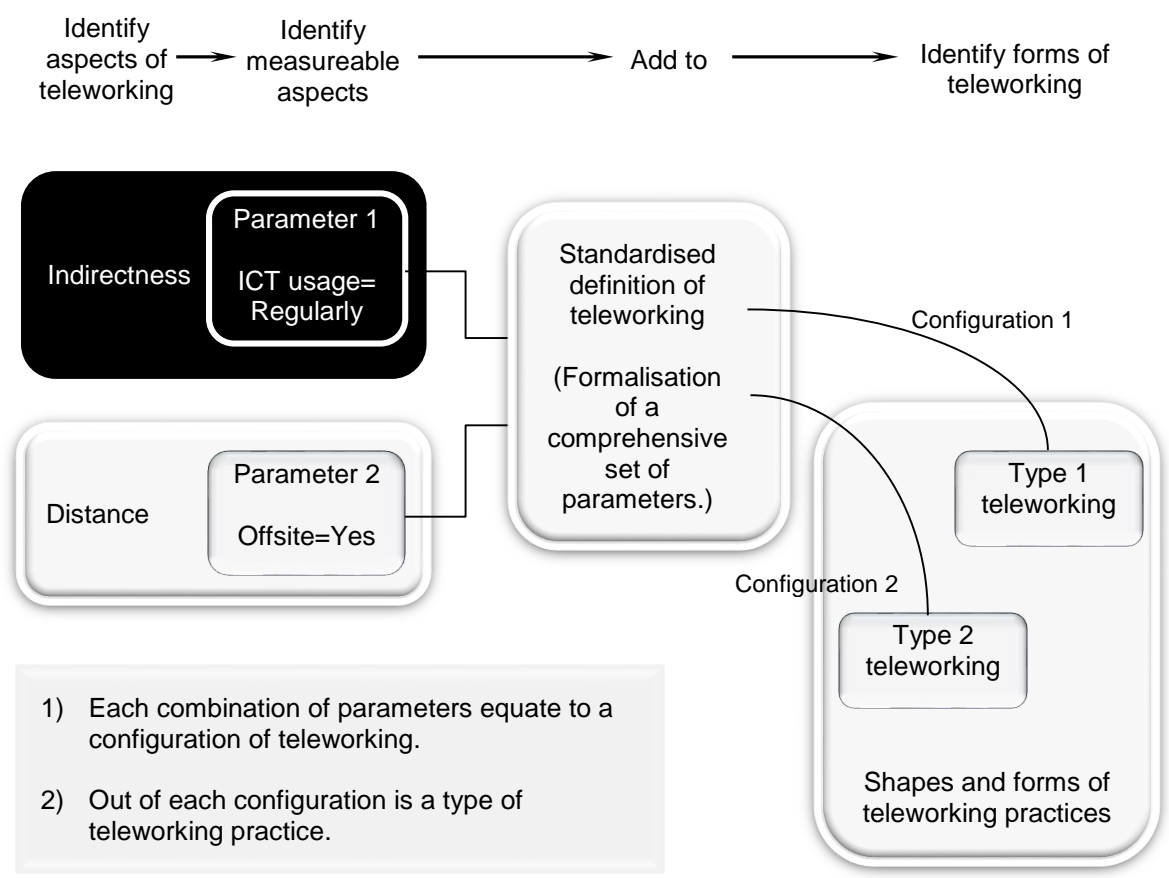 Identify
aspects of
teleworking
Identify
measureable
aspects
Add to
Identify forms of
teleworking
Indirectness
Parameter 1
ICT usage=
Regularly
Distance
Parameter 2
Offsite=Yes
Standardised
definition of
teleworking
(Formalisation
of a
comprehensive
set of
parameters.)
Configuration 1
Configuration 2
Type 1
teleworking
Type 2
teleworking
Shapes and forms of
teleworking practices
1) Each combination of parameters equate to a
configuration of teleworking.
2) Out of each configuration is a type of
teleworking practice.